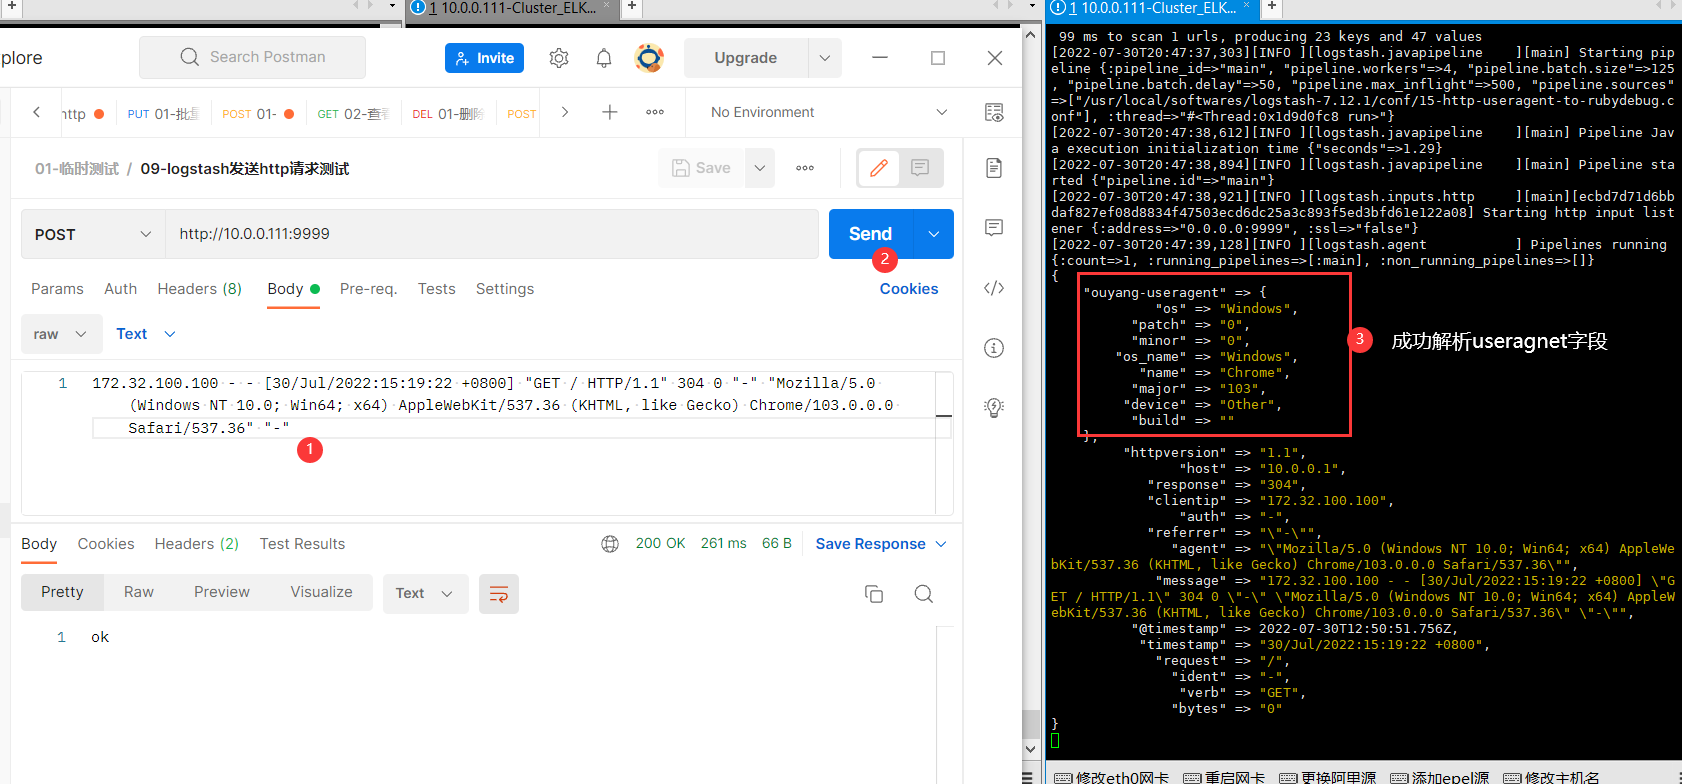 1 10.0.0.111-Cluster_ELK...
plore
Search Postman
Invite
Upgrade
http
PUT 01-批量
POST 01-
GET 02-查看
DEL 01-删除
POST
No Environment
01-临时测试 / 09-logstash发送http请求测试
Save
POST
http://10.0.0.111:9999
Send
2
Params Auth Headers (8) Body Pre-req. Tests Settings
Cookies
raw
Text
1 172.32.100.100 - - [30/Jul/2022:15:19:22 +0800] "GET / HTTP/1.1" 304 0 "-" "Mozilla/5.0
(Windows NT 10.0; Win64; x64) AppleWebKit/537.36 (KHTML, like Gecko) Chrome/103.0.0.0
Safari/537.36" "-"
1
Body Cookies Headers (2) Test Results
200 OK 261 ms 66 B Save Response
Pretty Raw Preview Visualize Text
1 ok
1 10.0.0.111-Cluster_ELK...
99 ms to scan 1 urls, producing 23 keys and 47 values
[2022-07-30T20:47:37,303][INFO ][logstash.javapipeline    ][main] Starting pip
eline {:pipeline_id=>"main", "pipeline.workers"=>4, "pipeline.batch.size"=>125
, "pipeline.batch.delay"=>50, "pipeline.max_inflight"=>500, "pipeline.sources"
=>["/usr/local/softwares/logstash-7.12.1/conf/15-http-useragent-to-rubydebug.c
onf"], :thread=>"#<Thread:0x1d9d0fc8 run>"}
[2022-07-30T20:47:38,612][INFO ][logstash.javapipeline    ][main] Pipeline Jav
a execution initialization time {"seconds"=>1.29}
[2022-07-30T20:47:38,894][INFO ][logstash.javapipeline    ][main] Pipeline sta
rted {"pipeline.id"=>"main"}
[2022-07-30T20:47:38,921][INFO ][logstash.inputs.http     ][main][ecbd7d71d6bb
daf827ef08d8834f47503ecd6dc25a3c893f5ed3bfd61e122a08] Starting http input list
ener {:address=>"0.0.0.0:9999", :ssl=>"false"}
[2022-07-30T20:47:39,128][INFO ][logstash.agent           ] Pipelines running
{:count=>1, :running_pipelines=>[:main], :non_running_pipelines=>[]}
{
"ouyang-useragent" => {
"os" => "Windows",
"patch" => "0",
"minor" => "0",
"os_name" => "Windows",
"name" => "Chrome",
"major" => "103",
"device" => "Other",
"build" => ""
},
3 成功解析useragnet字段
"httpversion" => "1.1",
"host" => "10.0.0.1",
"response" => "304",
"clientip" => "172.32.100.100",
"auth" => "-",
"referrer" => "\"-\"",
"agent" => "\"Mozilla/5.0 (Windows NT 10.0; Win64; x64) AppleWe
bKit/537.36 (KHTML, like Gecko) Chrome/103.0.0.0 Safari/537.36\"",
"message" => "172.32.100.100 - - [30/Jul/2022:15:19:22 +0800] \"G
ET / HTTP/1.1\" 304 0 \"-\" \"Mozilla/5.0 (Windows NT 10.0; Win64; x64) AppleW
ebKit/537.36 (KHTML, like Gecko) Chrome/103.0.0.0 Safari/537.36\" \"-\"",
"@timestamp" => 2022-07-30T12:50:51.756Z,
"timestamp" => "30/Jul/2022:15:19:22 +0800",
"request" => "/",
"ident" => "-",
"verb" => "GET",
"bytes" => "0"
}
修改eth0网卡 重启网卡 更换阿里源 添加epel源 修改主机名